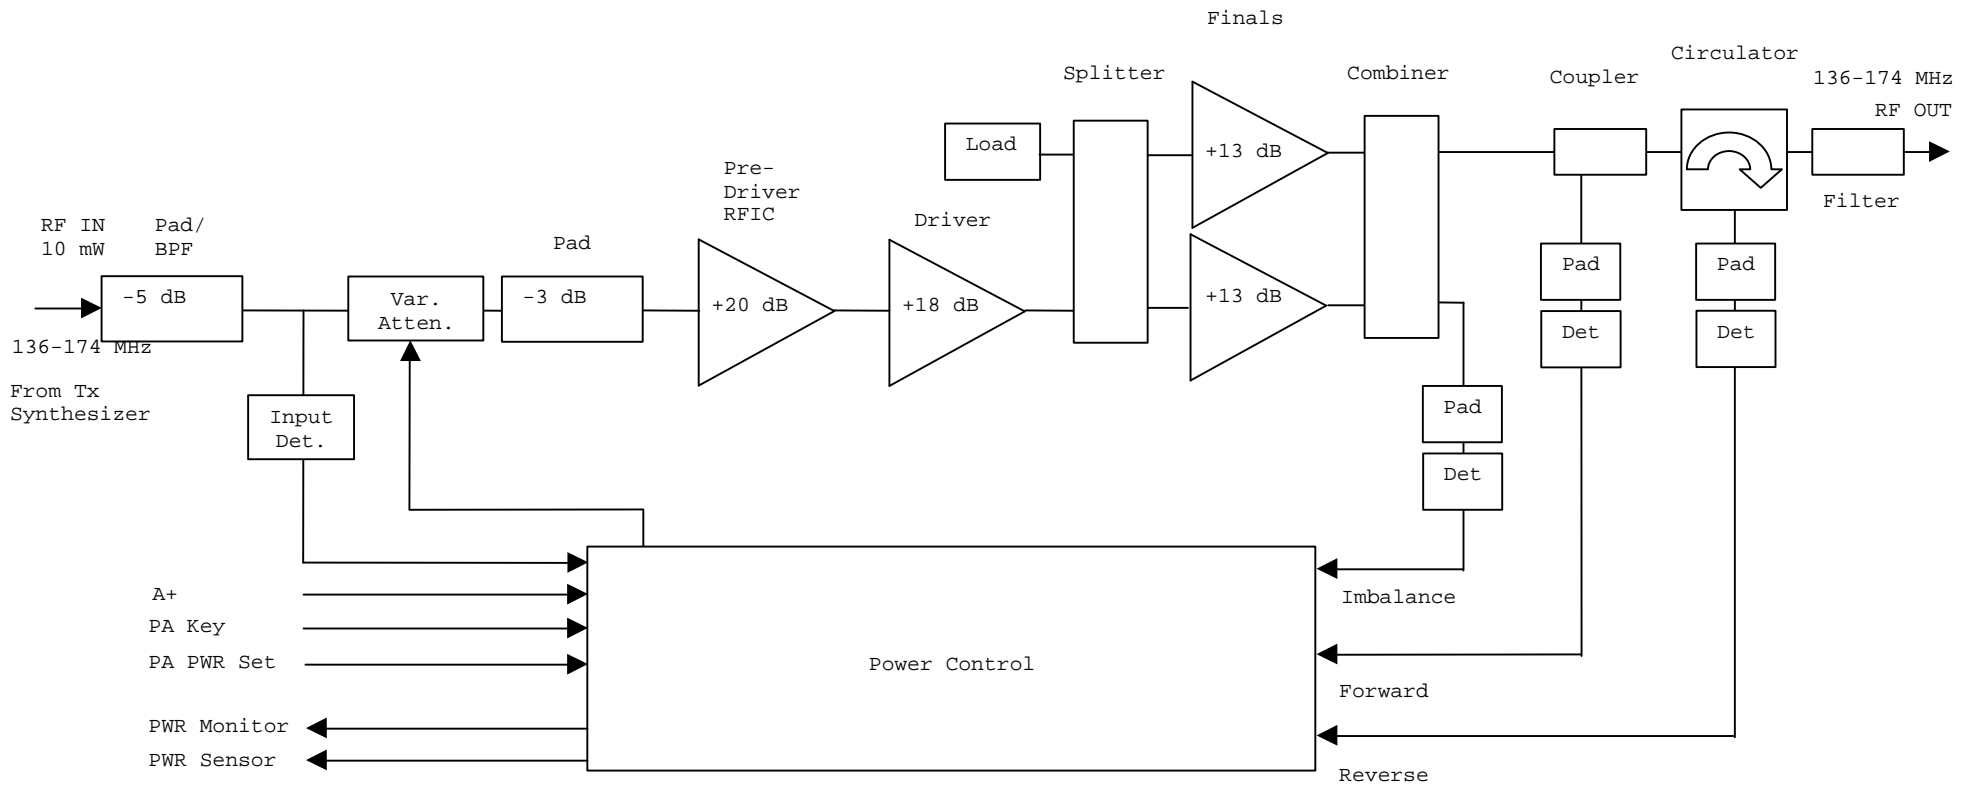 Finals
Splitter
Combiner
Coupler
Circulator
136-174 MHz
RF OUT
Load
+13 dB
Pre-
Driver
RFIC
Driver
Filter
RF IN
10 mW
Pad/
BPF
Pad
-5 dB
Var.
Atten.
-3 dB
+20 dB
+18 dB
+13 dB
Pad
Det
Pad
Det
136-174 MHz
From Tx
Synthesizer
Input
Det.
Pad
Det
A+
PA Key
PA PWR Set
PWR Monitor
PWR Sensor
Power Control
Imbalance
Forward
Reverse